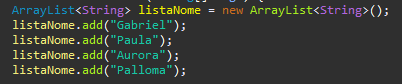 ArrayList<String> listaNome = new ArrayList<String>();
listaNome.add("Gabriel");
listaNome.add("Paula");
listaNome.add("Aurora");
listaNome.add("Palloma");